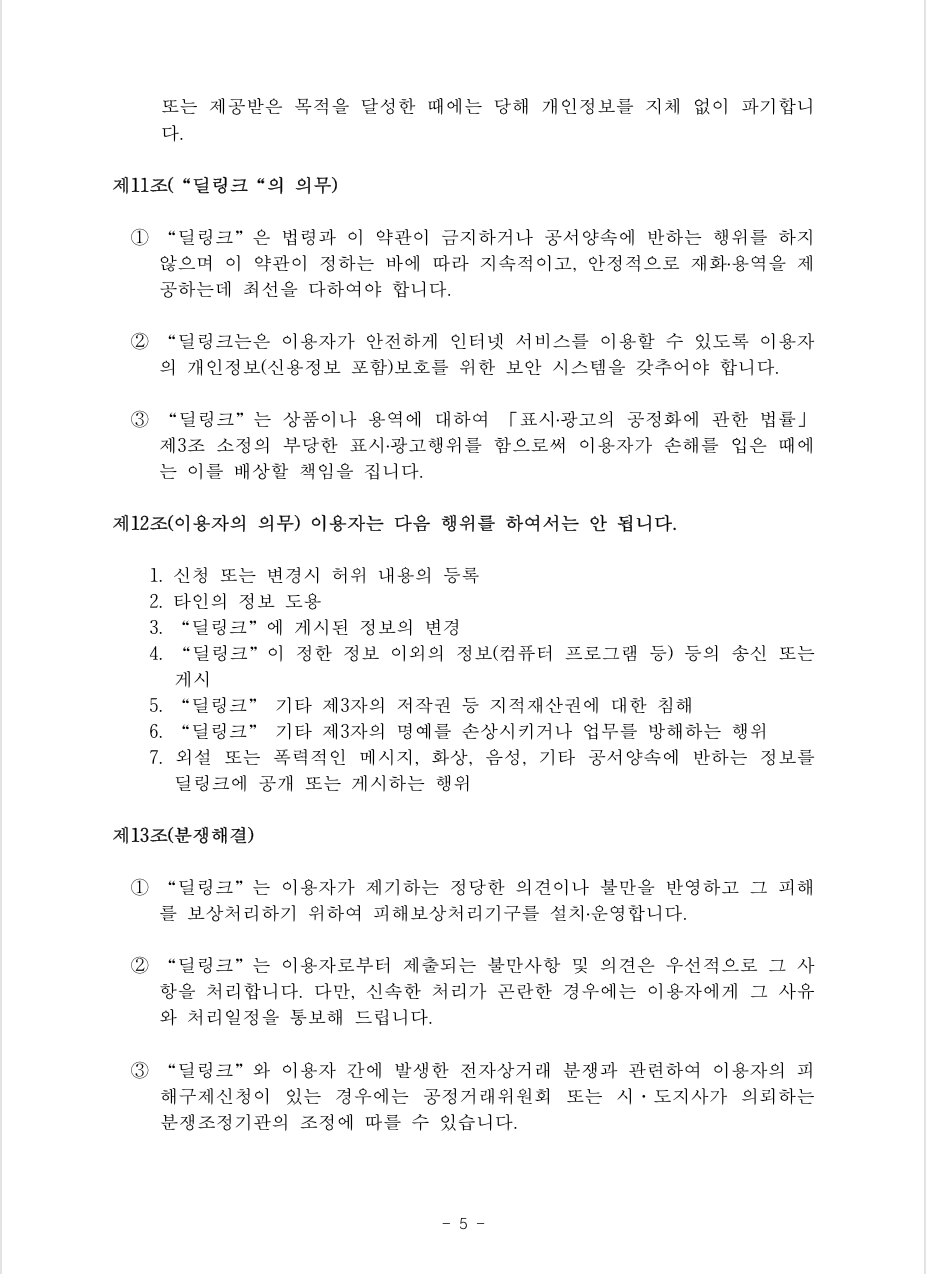 또는 제공받은 목적을 달성한 때에는 당해 개인정보를 지체 없이 파기합니
다.
제11조( “딜링크 “의 의무)
① “딜링크” 은 법령과 이 약관이 금지하거나 공서양속에 반하는 행위를 하지
않으며 이 약관이 정하는 바에 따라 지속적이고, 안정적으로 재화·용역을 제
공하는데 최선을 다하여야 합니다.
② “딜링크는은 이용자가 안전하게 인터넷 서비스를 이용할 수 있도록 이용자
의 개인정보(신용정보 포함)보호를 위한 보안 시스템을 갖추어야 합니다.
③ “딜링크” 는 상품이나 용역에 대하여 「표시·광고의 공정화에 관한 법률」
제3조 소정의 부당한 표시·광고행위를 함으로써 이용자가 손해를 입은 때에
는 이를 배상할 책임을 집니다.
제12조(이용자의 의무) 이용자는 다음 행위를 하여서는 안 됩니다.
1. 신청 또는 변경시 허위 내용의 등록
2. 타인의 정보 도용
3. “딜링크” 에 게시된 정보의 변경
4. “딜링크” 이 정한 정보 이외의 정보(컴퓨터 프로그램 등) 등의 송신 또는
게시
5. “딜링크” 기타 제3자의 저작권 등 지적재산권에 대한 침해
6. “딜링크” 기타 제3자의 명예를 손상시키거나 업무를 방해하는 행위
7. 외설 또는 폭력적인 메시지, 화상, 음성, 기타 공서양속에 반하는 정보를
딜링크에 공개 또는 게시하는 행위
제13조(분쟁해결)
① “딜링크” 는 이용자가 제기하는 정당한 의견이나 불만을 반영하고 그 피해
를 보상처리하기 위하여 피해보상처리기구를 설치·운영합니다.
② “딜링크” 는 이용자로부터 제출되는 불만사항 및 의견은 우선적으로 그 사
항을 처리합니다. 다만, 신속한 처리가 곤란한 경우에는 이용자에게 그 사유
와 처리일정을 통보해 드립니다.
③ “딜링크” 와 이용자 간에 발생한 전자상거래 분쟁과 관련하여 이용자의 피
해구제신청이 있는 경우에는 공정거래위원회 또는 시·도지사가 의뢰하는
분쟁조정기관의 조정에 따를 수 있습니다.
- 5 -